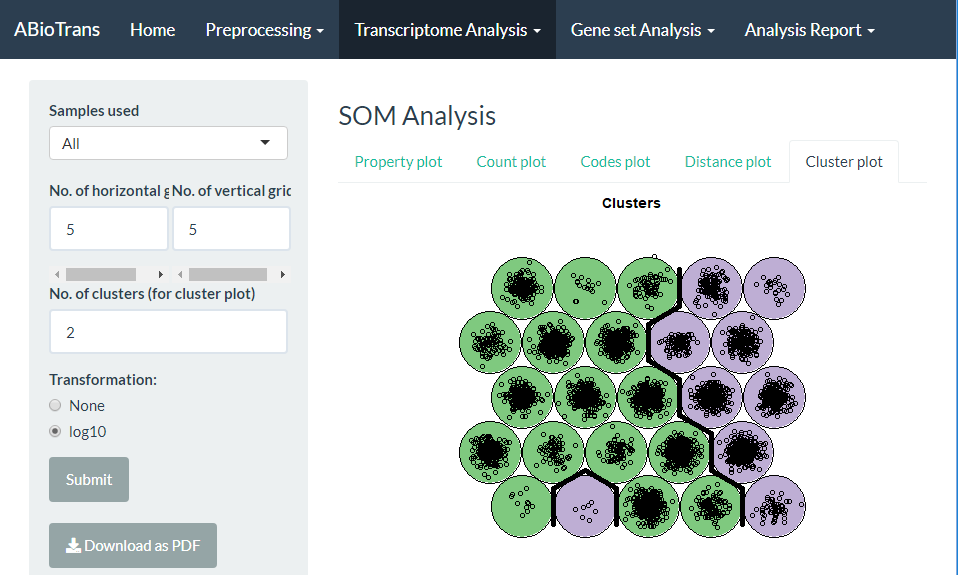 ABioTrans Home Preprocessing Transcriptome Analysis Gene set Analysis Analysis Report
Samples used
All
No. of horizontal g No. of vertical grid
5 5
No. of clusters (for cluster plot)
2
Transformation:
None
log10
Submit
Download as PDF
SOM Analysis
Property plot Count plot Codes plot Distance plot Cluster plot
Clusters